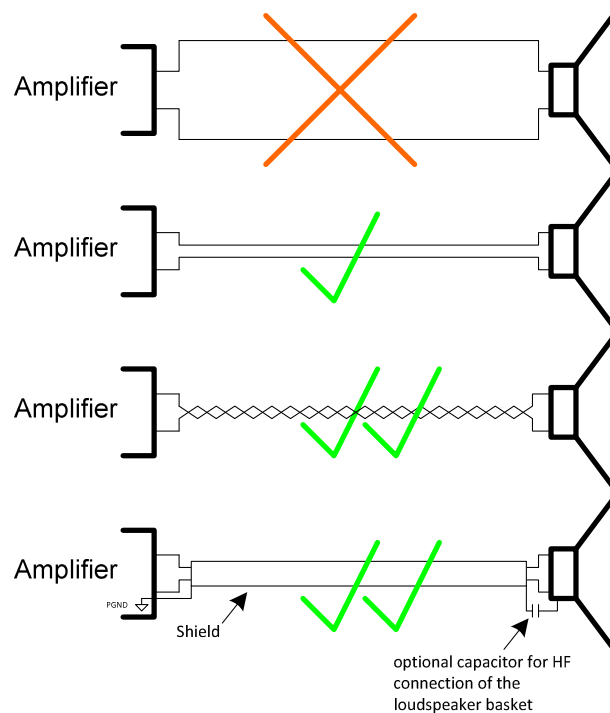 Amplifier
Amplifier
Amplifier
Amplifier
PGND
Shield
optional capacitor for HF
connection of the
loudspeaker basket